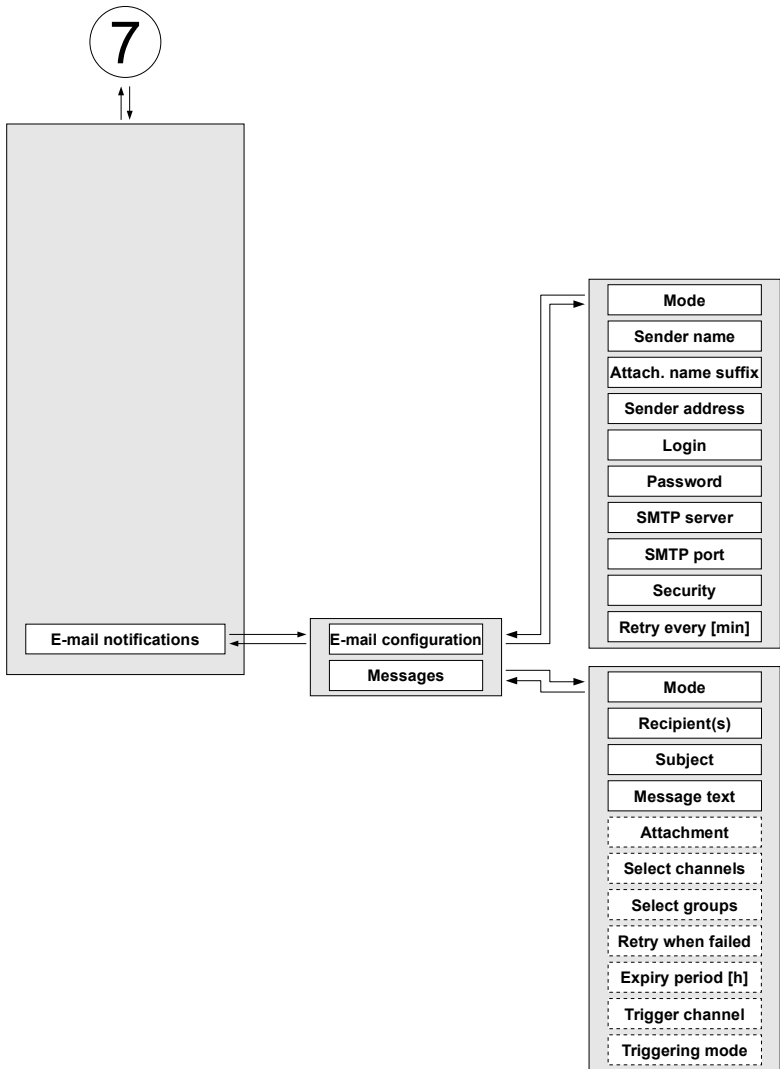 7
E-mail notifications
E-mail configuration
Messages
Mode
Sender name
Attach. name suffix
Sender address
Login
Password
SMTP server
SMTP port
Security
Retry every [min]
Mode
Recipient(s)
Subject
Message text
Attachment
Select channels
Select groups
Retry when failed
Expiry period [h]
Trigger channel
Triggering mode